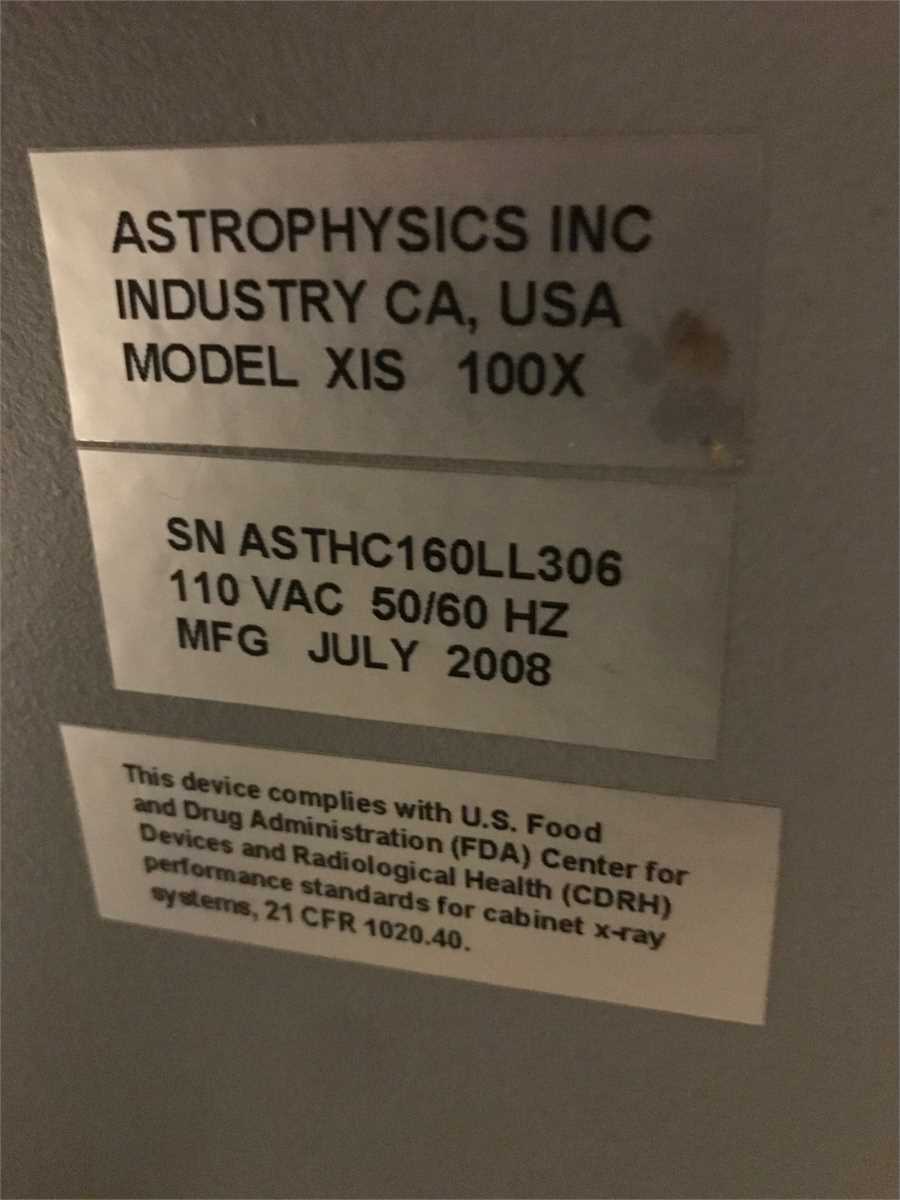 ASTROPHYSICS INC
INDUSTRY CA, USA
MODEL XIS 100X
SN ASTHC160LL306
110 VAC 50/60 HZ
MFG JULY 2008
This device complies with U.S. Food
and Drug Administration (FDA) Center for
Devices and Radiological Health (CDRH)
performance standards for cabinet x-ray
systems, 21 CFR 1020.40.